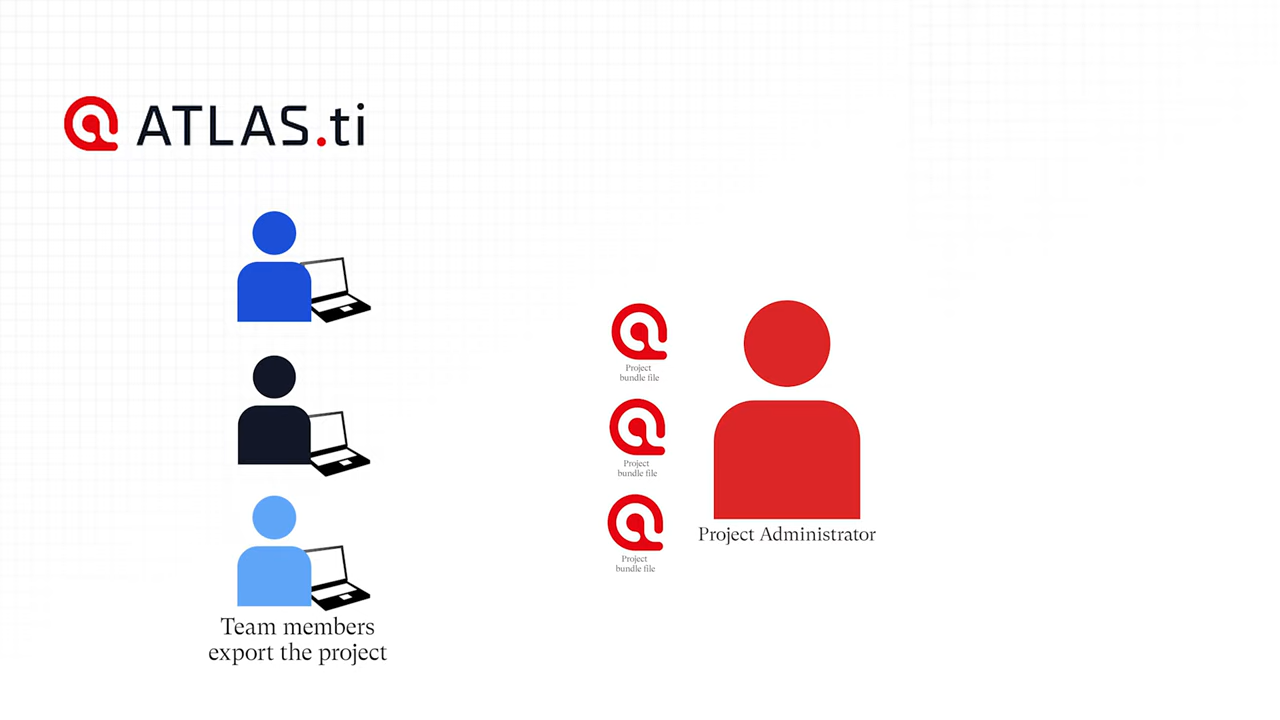 ATLAS.ti
Project
bundle file
Project
bundle file
Project
bundle file
Project Administrator
Team members
export the project